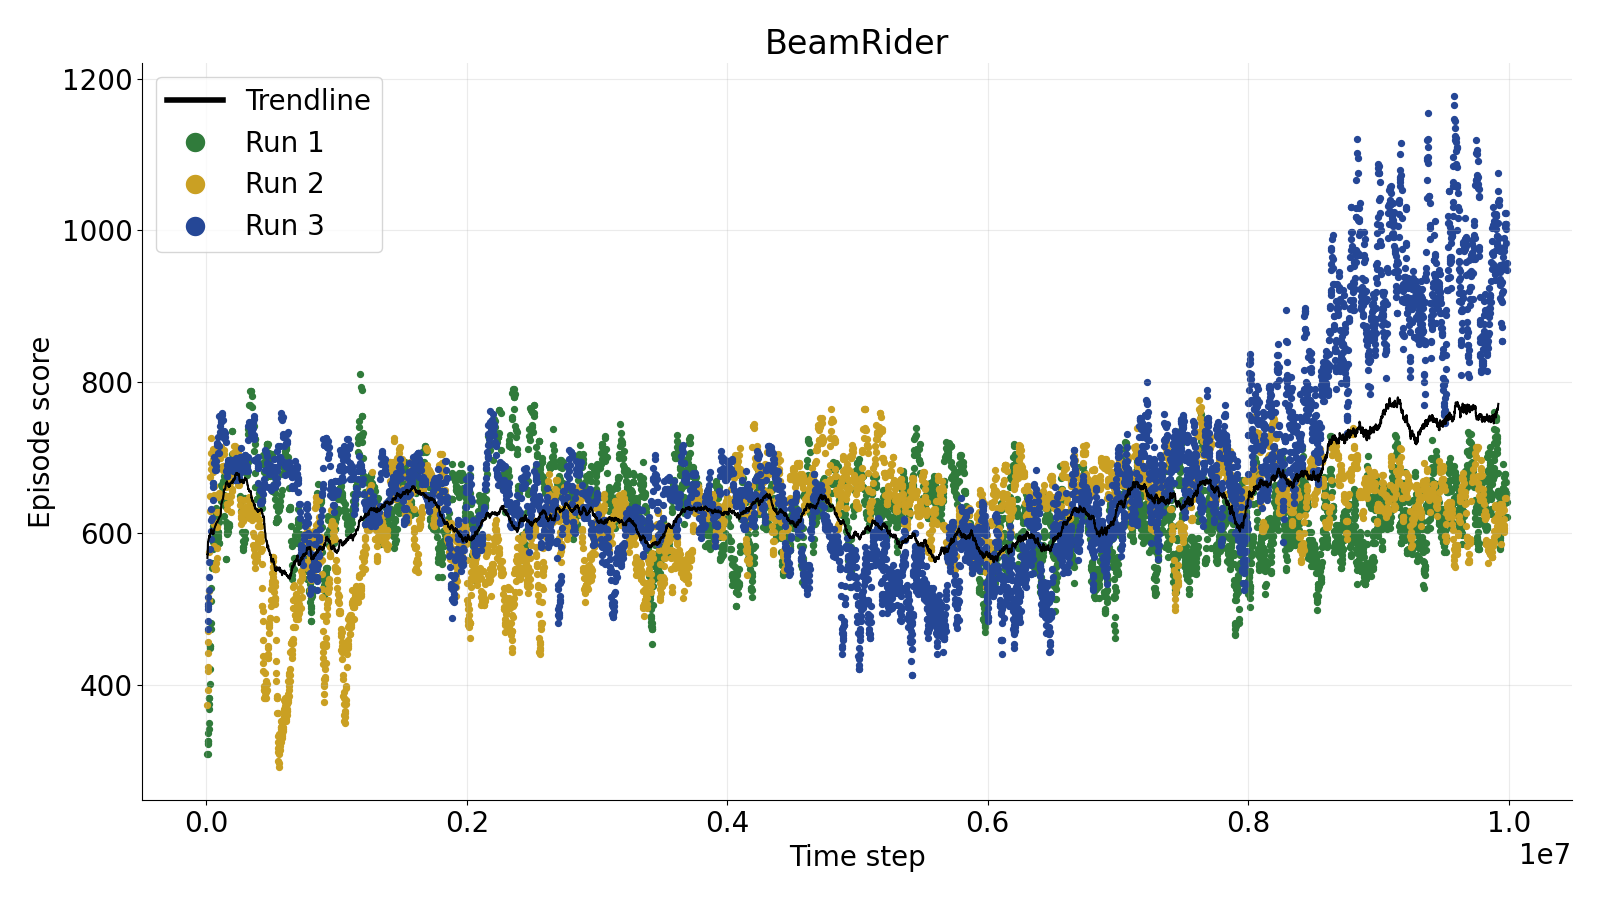 BeamRider
Trendline
Run 1
Run 2
Run 3
Episode score
1200
1000
800
600
400
0.0 0.2 0.4 0.6 0.8 1.0
1e7
Time step